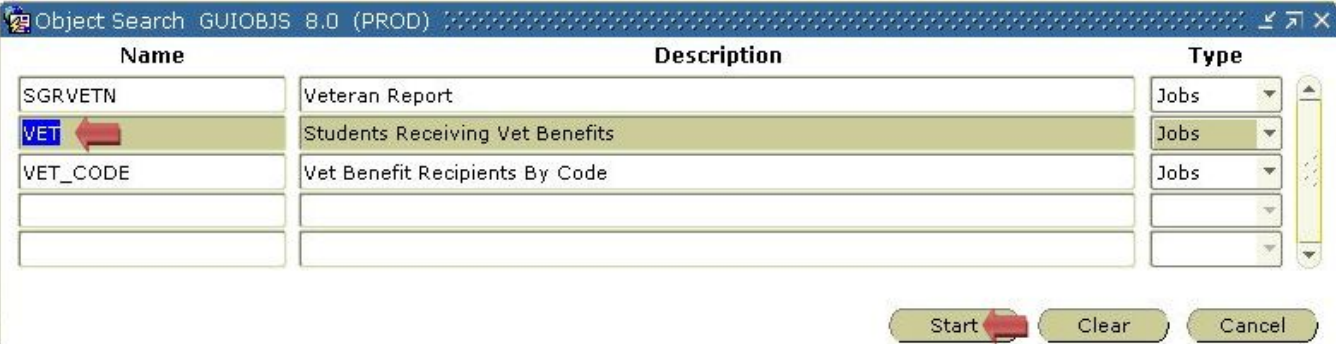 Object Search GUIOBJS 8.0 (PROD)
Name Description Type
SGRVETN Veteran Report Jobs
VET Students Receiving Vet Benefits Jobs
VET_CODE Vet Benefit Recipients By Code Jobs
Start Clear Cancel